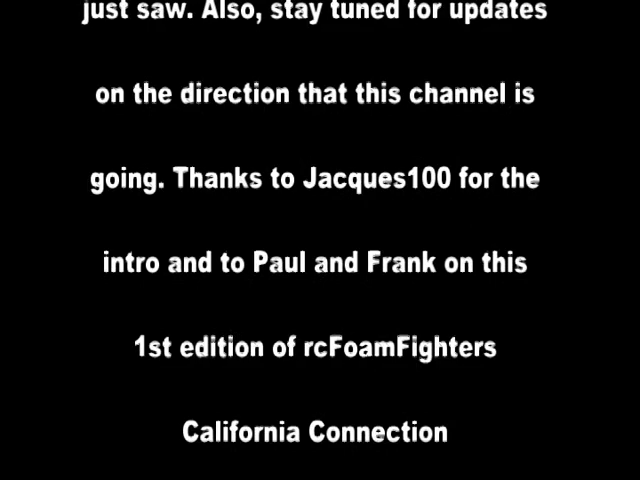 just saw. Also, stay tuned for updates
on the direction that this channel is
going. Thanks to Jacques100 for the
intro and to Paul and Frank on this
1st edition of rcFoamFighters
California Connection